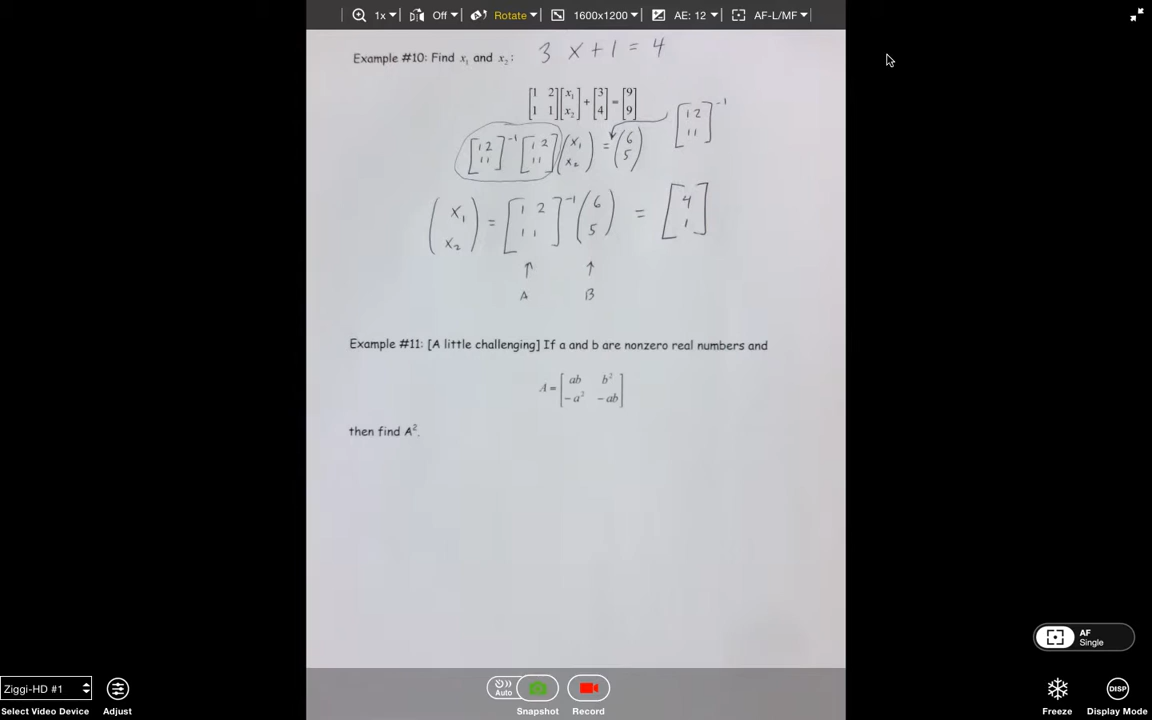 1x Off Rotate 1600x1200 AE: 12 AF-L/MF
Example #10: Find x₁ and x₂: 3 x + 1 = 4
[1 2; 1 1] [x₁; x₂] + [3; 4] = [9; 9]
[1 2; 1 1]⁻¹ [1 2; 1 1] (x₁; x₂) = (6; 5) [1 2; 1 1]⁻¹
(x₁; x₂) = [1 2; 1 1]⁻¹ (6; 5) = [4; 1]
↑ ↑
A B
Example #11: [A little challenging] If a and b are nonzero real numbers and
A = [ab b²; -a² -ab]
then find A².
AF
Single
Ziggi-HD #1
Auto
Select Video Device Adjust Snapshot Record
DISP
Freeze Display Mode